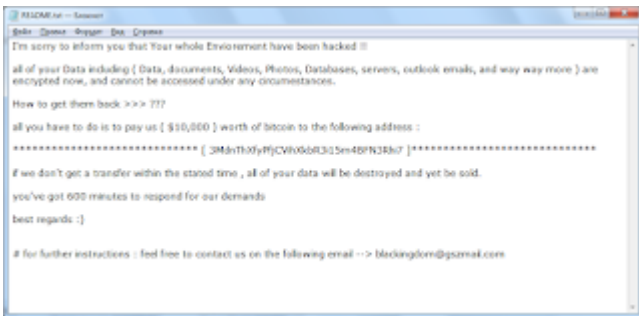 README.txt — Блокнот
Файл Правка Формат Вид Справка
I'm sorry to inform you that Your whole Enviorement have been hacked !!
all of your Data including { Data, documents, Videos, Photos, Databases, servers, outlook emails, and way way more } are
encrypted now, and cannot be accessed under any circumestances.
How to get them back >>> ???
all you have to do is to pay us { $10,000 } worth of bitcoin to the following address :
if we don't get a transfer within the stated time , all of your data will be destroyed and yet be sold.
you've got 600 minutes to respond for our demands
best regards :)
# for further instructions : feel free to contact us on the following email --> blackingdom@gszmail.com